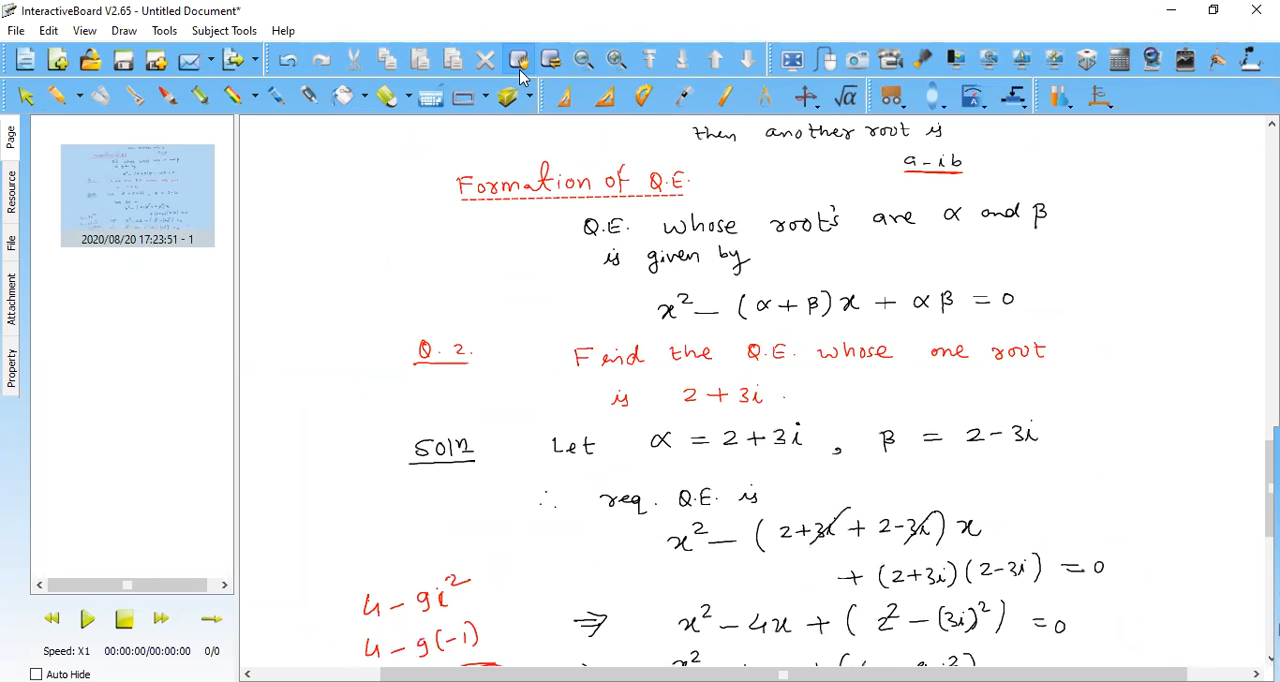 InteractiveBoard V2.65 - Untitled Document*
File Edit View Draw Tools Subject Tools Help
Page
Resource
File
Attachment
Property
2020/08/20 17:23:51 - 1
Speed: X1 00:00:00/00:00:00 0/0
Auto Hide
then another root is
a-ib
Formation of Q.E.
Q.E. whose root's are α and β
is given by
x² - (α + β) x + α β = 0
Q. 2. Find the Q.E. whose one root
is 2 + 3i .
Soln Let α = 2 + 3i , β = 2 - 3i
∴ req. Q.E. is
x² - (2+3i + 2-3i) x
+ (2+3i) (2-3i) = 0
4 - 9i²
⇒ x² - 4x + ( 2² - (3i)² ) = 0
4 - 9(-1)